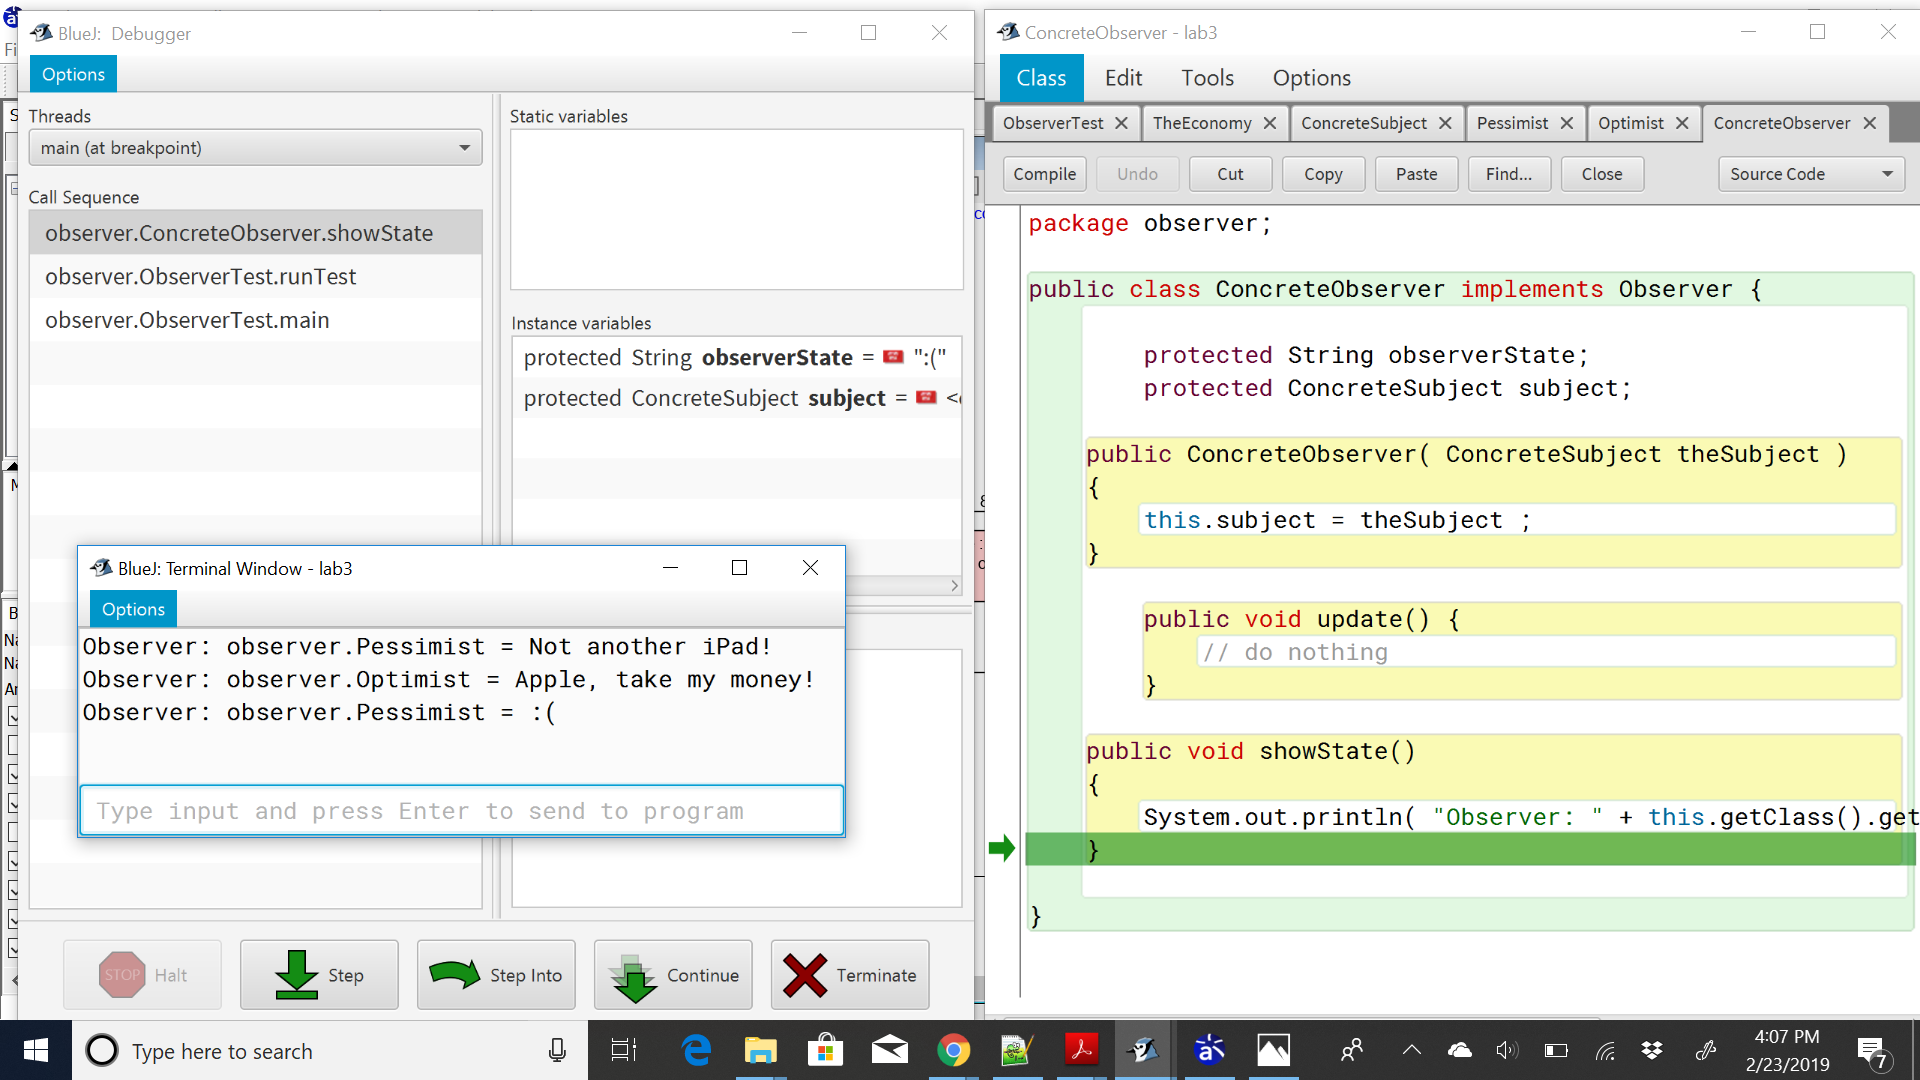 BlueJ: Debugger
Options
Threads
main (at breakpoint)
Call Sequence
observer.ConcreteObserver.showState
observer.ObserverTest.runTest
observer.ObserverTest.main
Static variables
Instance variables
protected String observerState = ":("
protected ConcreteSubject subject =
BlueJ: Terminal Window - lab3
Options
Observer: observer.Pessimist = Not another iPad!
Observer: observer.Optimist = Apple, take my money!
Observer: observer.Pessimist = :(
Type input and press Enter to send to program
STOP Halt
Step
Step Into
Continue
Terminate
ConcreteObserver - lab3
Class Edit Tools Options
ObserverTest TheEconomy ConcreteSubject Pessimist Optimist ConcreteObserver
Compile Undo Cut Copy Paste Find... Close Source Code
package observer;
public class ConcreteObserver implements Observer {
protected String observerState;
protected ConcreteSubject subject;
public ConcreteObserver( ConcreteSubject theSubject )
{
this.subject = theSubject ;
}
public void update() {
// do nothing
}
public void showState()
{
System.out.println( "Observer: " + this.getClass().get
}
}
Type here to search
4:07 PM
2/23/2019
7